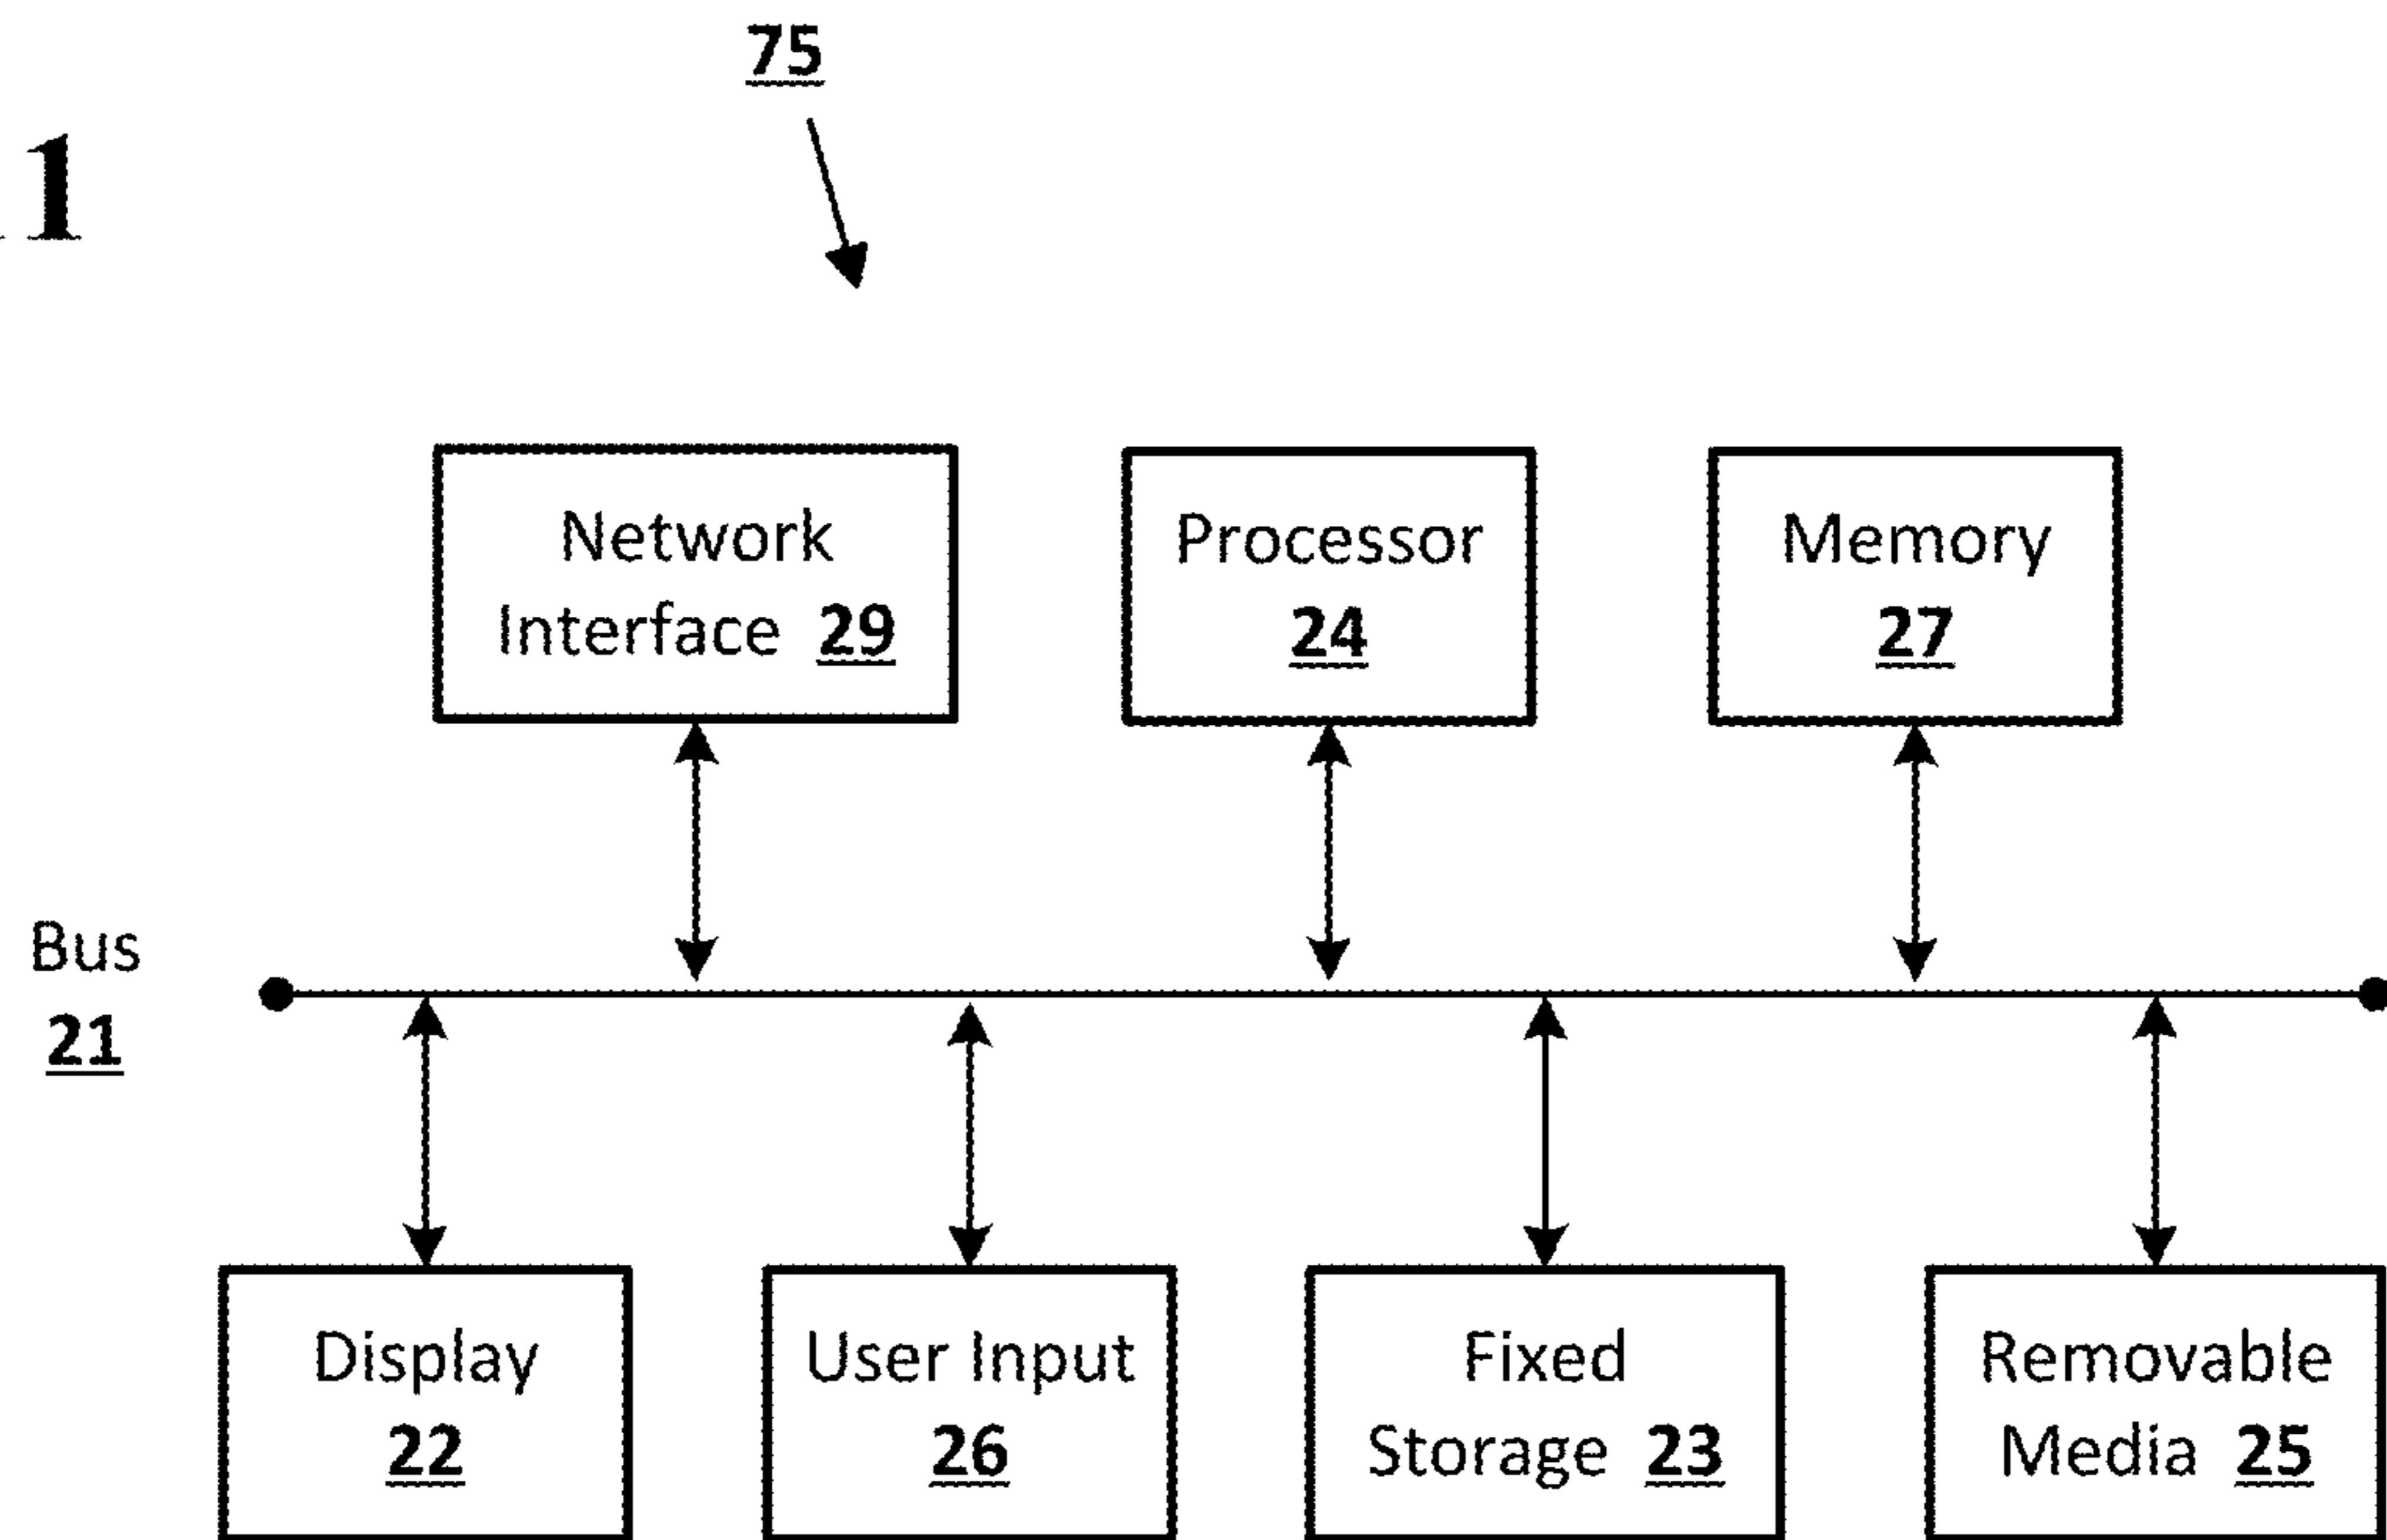 75
1
Network
Interface 29
Processor
24
Memory
27
Bus
21
Display
22
User Input
26
Fixed
Storage 23
Removable
Media 25